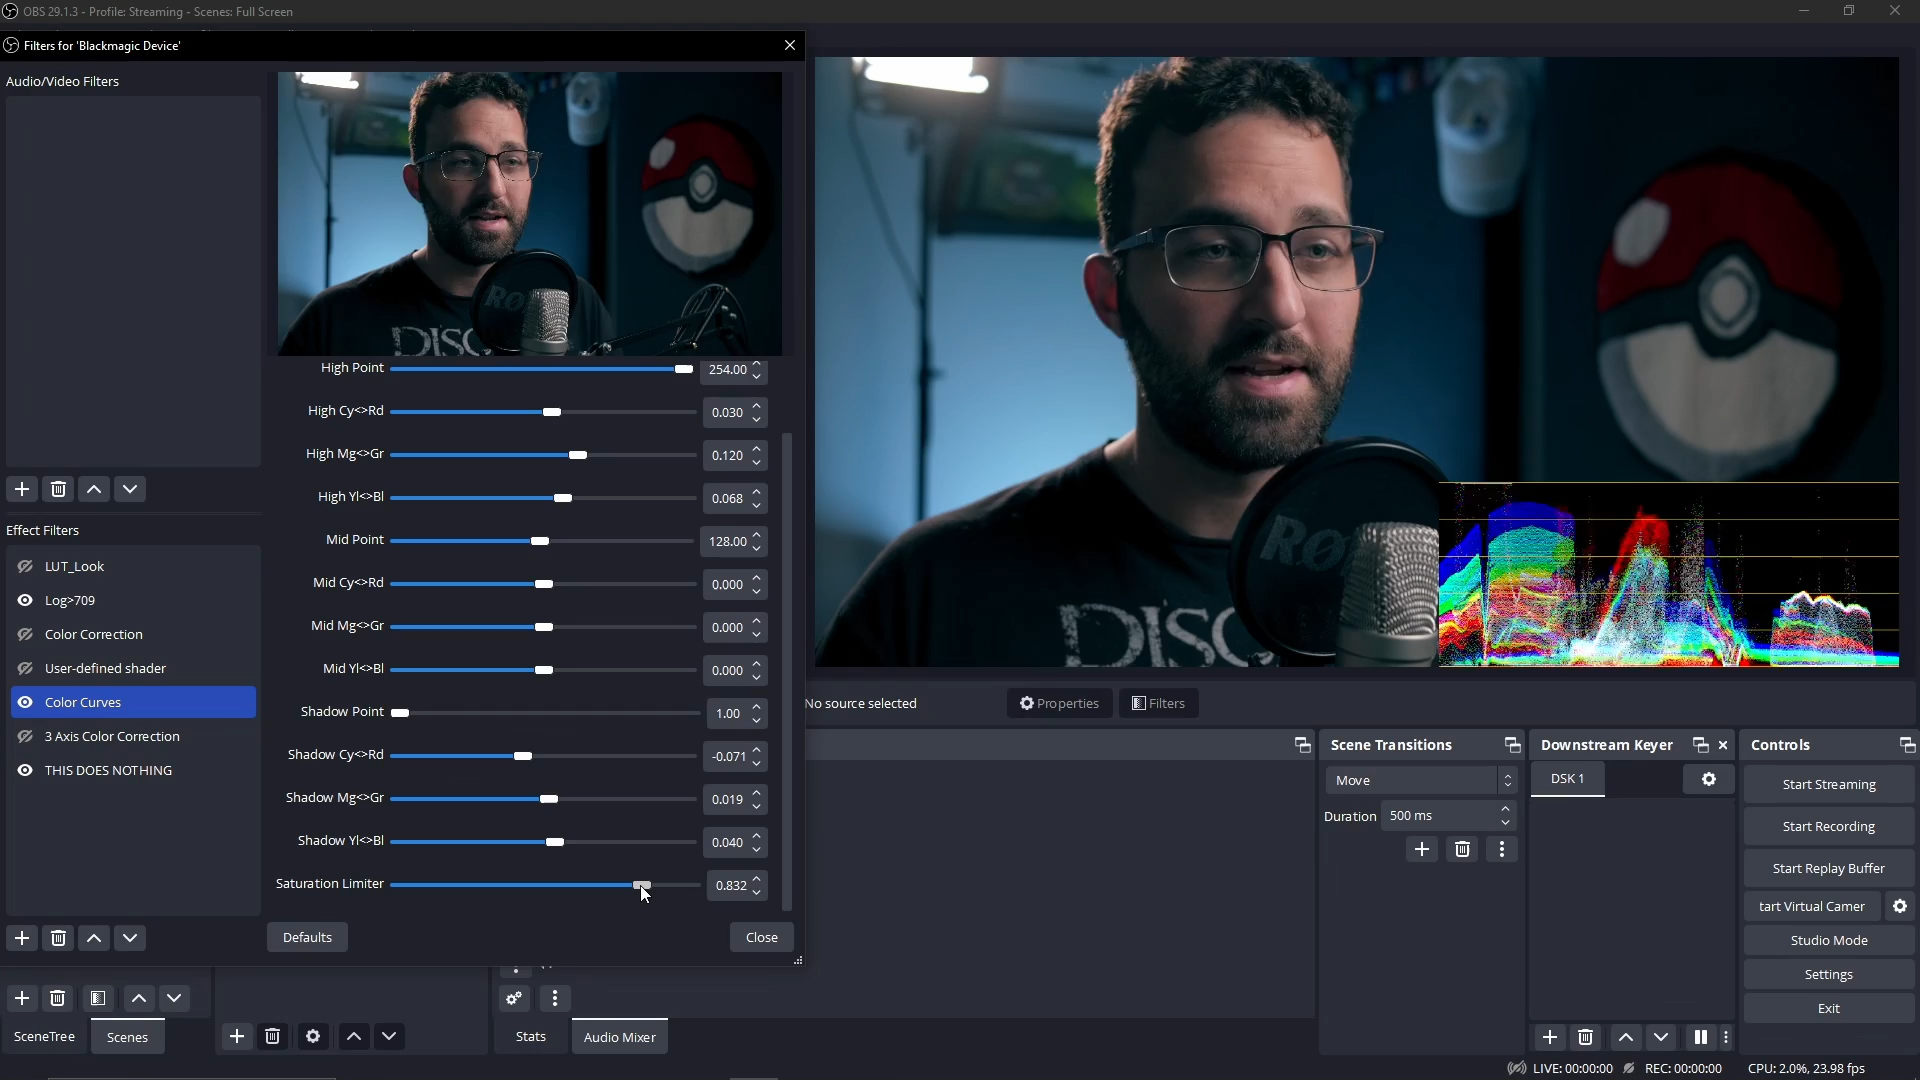 OBS 29.1.3 - Profile: Streaming - Scenes: Full Screen
Filters for 'Blackmagic Device'
Audio/Video Filters
Effect Filters
LUT_Look
Log>709
Color Correction
User-defined shader
Color Curves
3 Axis Color Correction
THIS DOES NOTHING
High Point 254.00
High Cy<>Rd 0.030
High Mg<>Gr 0.120
High Yl<>Bl 0.068
Mid Point 128.00
Mid Cy<>Rd 0.000
Mid Mg<>Gr 0.000
Mid Yl<>Bl 0.000
Shadow Point 1.00
Shadow Cy<>Rd -0.071
Shadow Mg<>Gr 0.019
Shadow Yl<>Bl 0.040
Saturation Limiter 0.832
Defaults
Close
RØ
DISC
RØ
DISC
No source selected
Properties
Filters
Scene Transitions
Move
Duration 500 ms
Downstream Keyer
DSK 1
Controls
Start Streaming
Start Recording
Start Replay Buffer
tart Virtual Camer
Studio Mode
Settings
Exit
SceneTree
Scenes
Stats
Audio Mixer
LIVE: 00:00:00
REC: 00:00:00
CPU: 2.0%, 23.98 fps